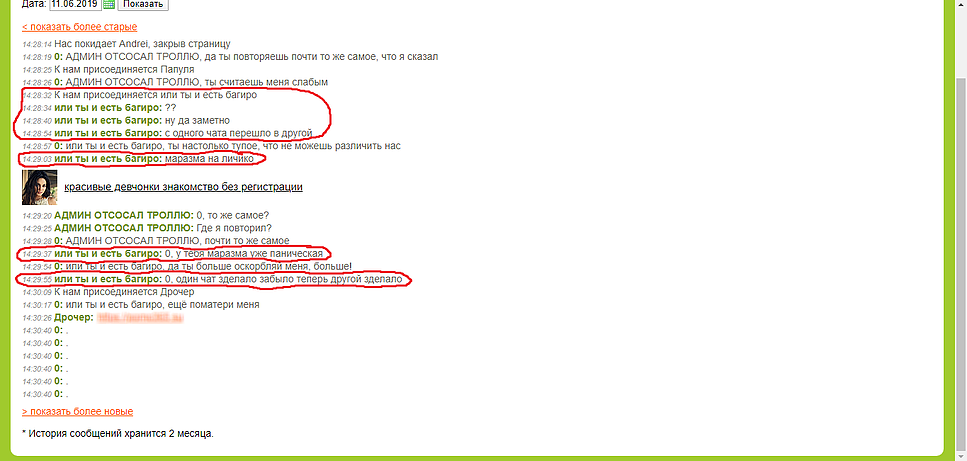 Дата: 11.06.2019 Показать
< показать более старые
14:28:14 Нас покидает Andrei, закрыв страницу
14:28:19 0: АДМИН ОТСОСАЛ ТРОЛЛЮ, да ты повторяешь почти то же самое, что я сказал
14:28:25 К нам присоединяется Папуля
14:28:26 0: АДМИН ОТСОСАЛ ТРОЛЛЮ, ты считаешь меня слабым
14:28:32 К нам присоединяется или ты и есть багиро
14:28:34 или ты и есть багиро: ??
14:28:40 или ты и есть багиро: ну да заметно
14:28:54 или ты и есть багиро: с одного чата перешло в другой
14:28:57 0: или ты и есть багиро, ты настолько тупое, что не можешь различить нас
14:29:03 или ты и есть багиро: маразма на личико
красивые девчонки знакомство без регистрации
14:29:20 АДМИН ОТСОСАЛ ТРОЛЛЮ: 0, то же самое?
14:29:25 АДМИН ОТСОСАЛ ТРОЛЛЮ: Где я повторил?
14:29:28 0: АДМИН ОТСОСАЛ ТРОЛЛЮ, почти то же самое
14:29:37 или ты и есть багиро: 0, у тебя маразма уже паническая
14:29:54 0: или ты и есть багиро, да ты больше оскорбляй меня, больше!
14:29:55 или ты и есть багиро: 0, один чат зделало забыло теперь другой зделало
14:30:09 К нам присоединяется Дрочер
14:30:17 0: или ты и есть багиро, ещё поматери меня
14:30:26 Дрочер:
14:30:40 0: .
14:30:40 0: .
14:30:40 0: .
14:30:40 0: .
14:30:40 0: .
14:30:40 0: .
> показать более новые
* История сообщений хранится 2 месяца.